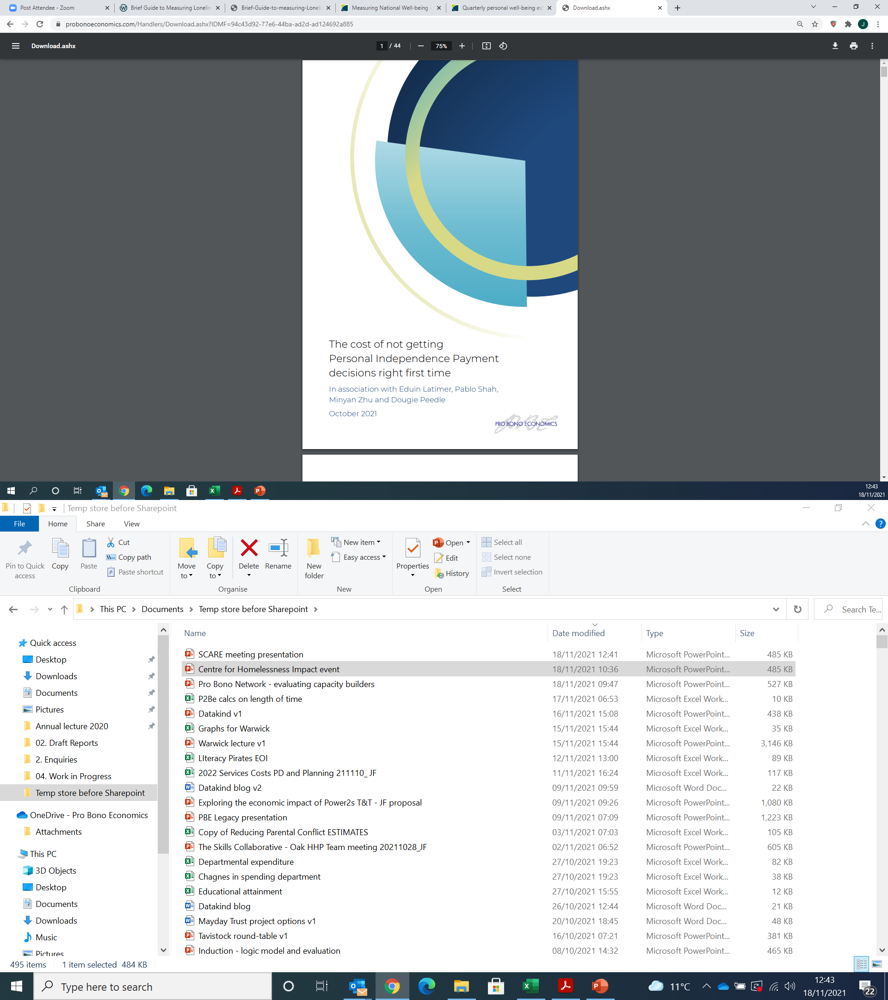 Post Attendee - Zoom
Brief Guide to Measuring Lonelin
Brief-Guide-to-measuring-Loneli
Measuring National Well-being -
Quarterly personal well-being es
Download.ashx
probonoeconomics.com/Handlers/Download.ashx?IDMF=94c43d92-77e6-44ba-ad2d-ad124692a885
J
Download.ashx
1 / 44
75%
The cost of not getting
Personal Independence Payment
decisions right first time
In association with Eduin Latimer, Pablo Shah,
Minyan Zhu and Dougie Peedle
October 2021
PRO BONO ECONOMICS
12:43
18/11/2021
Temp store before Sharepoint
File Home Share View
Pin to Quick access
Copy
Paste
Cut
Copy path
Paste shortcut
Clipboard
Move to
Copy to
Delete
Rename
Organise
New folder
New item
Easy access
New
Properties
Open
Edit
History
Open
Select all
Select none
Invert selection
Select
This PC > Documents > Temp store before Sharepoint >
Search Te...
Quick access
Desktop
Downloads
Documents
Pictures
Annual lecture 2020
02. Draft Reports
2. Enquiries
04. Work in Progress
Temp store before Sharepoint
OneDrive - Pro Bono Economics
Attachments
This PC
3D Objects
Desktop
Documents
Downloads
Music
Pictures
Name Date modified Type Size
SCARE meeting presentation 18/11/2021 12:41 Microsoft PowerPoint... 485 KB
Centre for Homelessness Impact event 18/11/2021 10:36 Microsoft PowerPoint... 485 KB
Pro Bono Network - evaluating capacity builders 18/11/2021 09:47 Microsoft PowerPoint... 527 KB
P2Be calcs on length of time 17/11/2021 06:53 Microsoft Excel Work... 10 KB
Datakind v1 16/11/2021 15:08 Microsoft PowerPoint... 438 KB
Graphs for Warwick 15/11/2021 15:44 Microsoft Excel Work... 35 KB
Warwick lecture v1 15/11/2021 15:44 Microsoft PowerPoint... 3,146 KB
LIteracy Pirates EOI 12/11/2021 13:00 Microsoft Excel Work... 89 KB
2022 Services Costs PD and Planning 211110_ JF 11/11/2021 16:24 Microsoft Excel Work... 117 KB
Datakind blog v2 09/11/2021 09:59 Microsoft Word Doc... 22 KB
Exploring the economic impact of Power2s T&T - JF proposal 09/11/2021 09:26 Microsoft PowerPoint... 1,080 KB
PBE Legacy presentation 09/11/2021 07:09 Microsoft PowerPoint... 1,223 KB
Copy of Reducing Parental Conflict ESTIMATES 03/11/2021 07:03 Microsoft Excel Work... 105 KB
The Skills Collaborative - Oak HHP Team meeting 20211028_JF 02/11/2021 06:52 Microsoft PowerPoint... 605 KB
Departmental expenditure 27/10/2021 19:23 Microsoft Excel Work... 82 KB
Chagnes in spending department 27/10/2021 19:23 Microsoft Excel Work... 38 KB
Educational attainment 27/10/2021 15:55 Microsoft Excel Work... 12 KB
Datakind blog 26/10/2021 12:44 Microsoft Word Doc... 21 KB
Mayday Trust project options v1 20/10/2021 18:45 Microsoft Word Doc... 48 KB
Tavistock round-table v1 16/10/2021 07:21 Microsoft PowerPoint... 381 KB
Induction - logic model and evaluation 08/10/2021 14:32 Microsoft PowerPoint... 465 KB
495 items 1 item selected 484 KB
Type here to search
11°C
12:43
18/11/2021
22